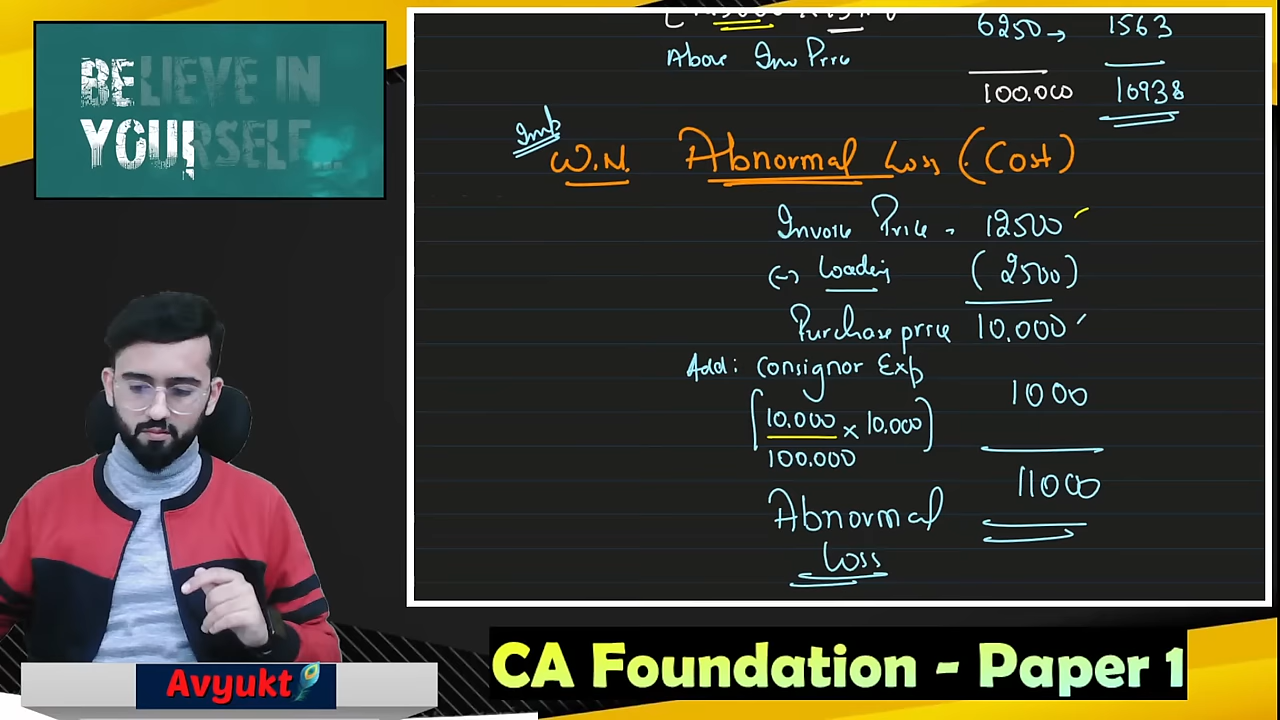 BELIEVE IN
YOURSELF...
6250→ 1563
Above Inv Price
100.000 10938
Imp
W.N. Abnormal Loss (Cost)
Invoice Price - 12500
(-) Loading (2500)
Purchase price 10.000
Add: Consignor Exp
1000
[10.000 × 10.000]
100.000
11000
Abnormal
Loss
Avyukt
CA Foundation - Paper 1